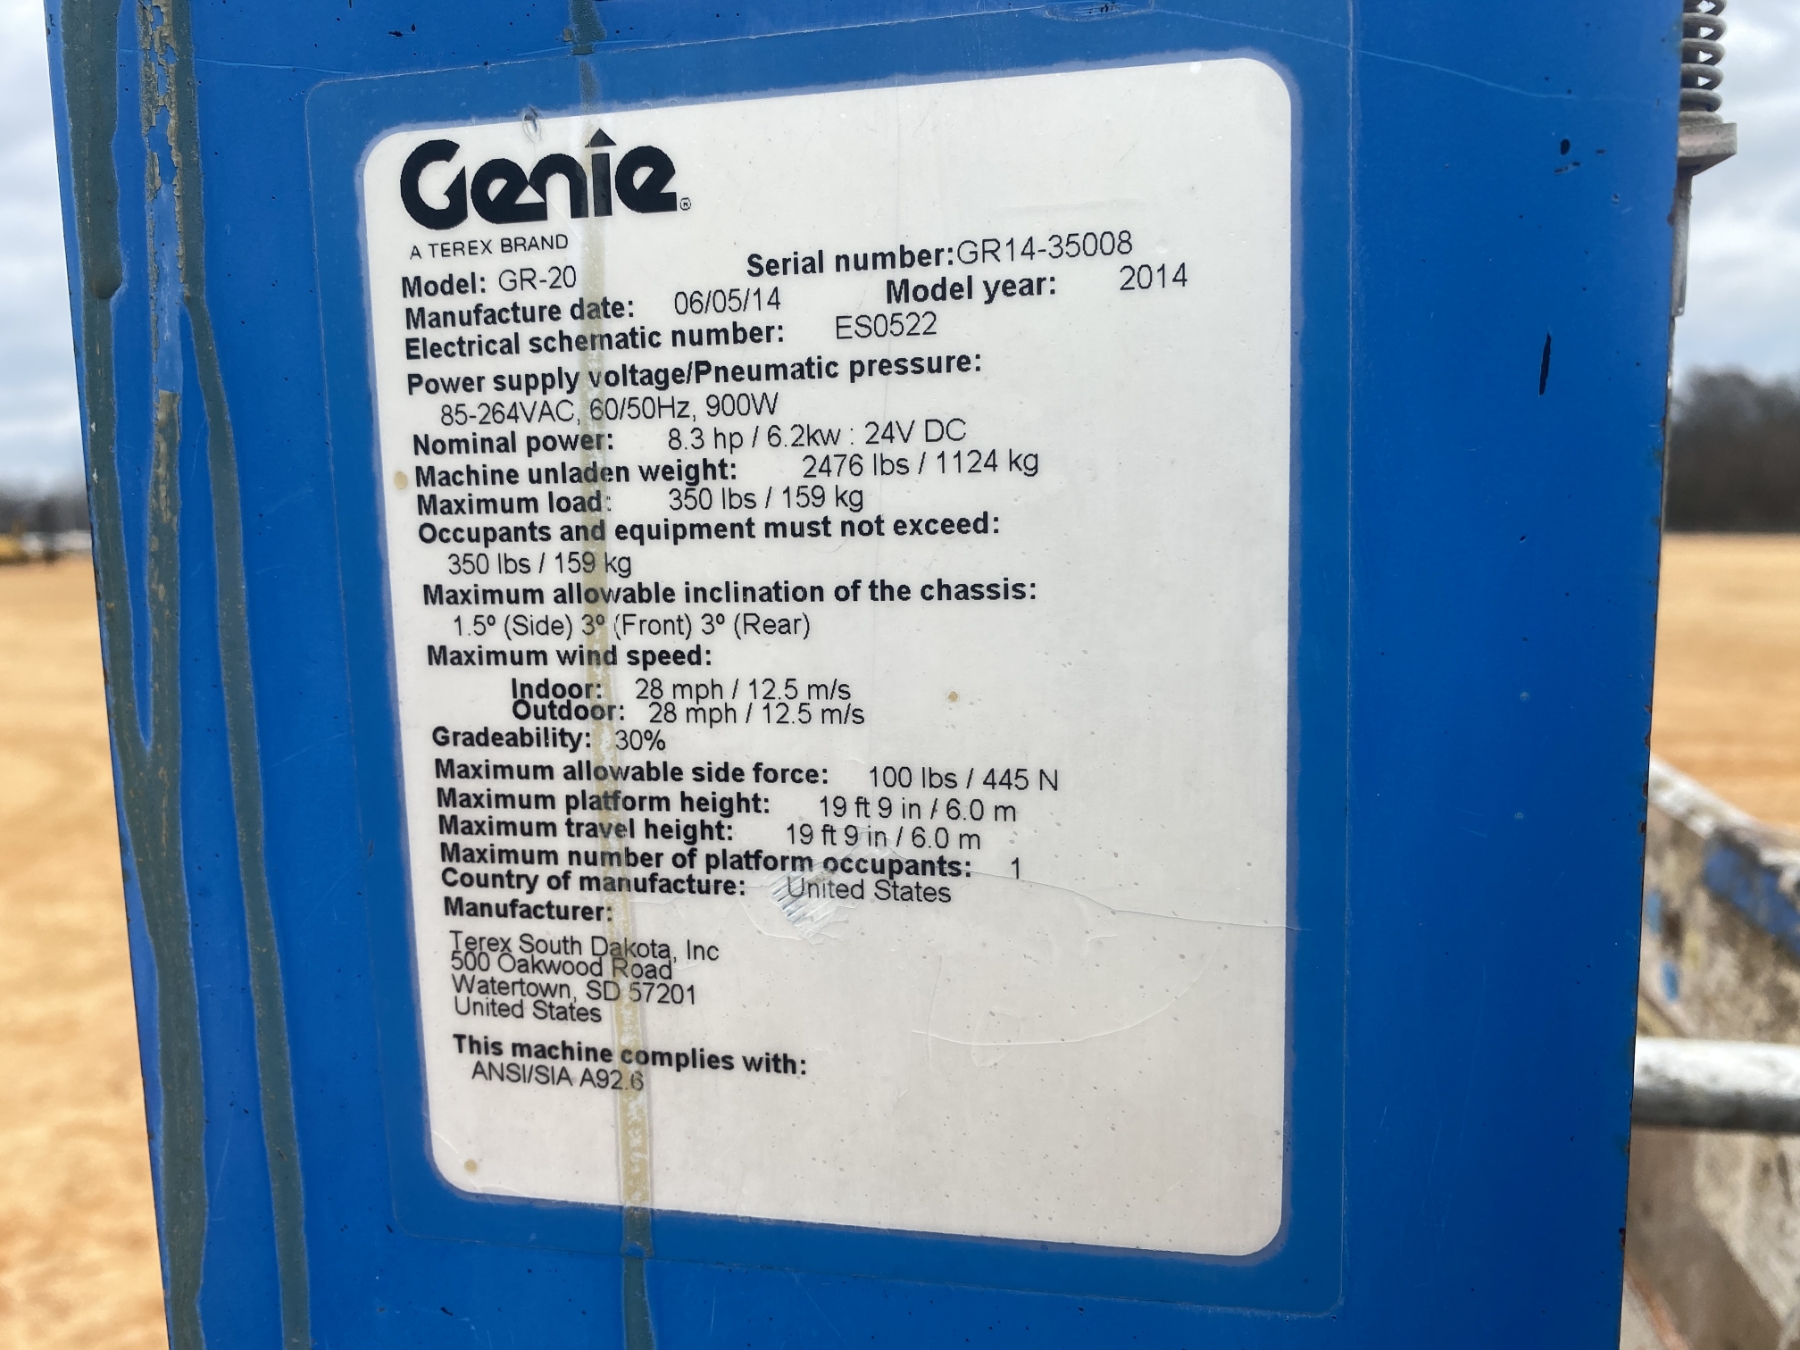 Genie®
A TEREX BRAND
Model: GR-20 Serial number:GR14-35008
Manufacture date: 06/05/14 Model year: 2014
Electrical schematic number: ES0522
Power supply voltage/Pneumatic pressure:
85-264VAC, 60/50Hz, 900W
Nominal power: 8.3 hp / 6.2kw : 24V DC
Machine unladen weight: 2476 lbs / 1124 kg
Maximum load: 350 lbs / 159 kg
Occupants and equipment must not exceed:
350 lbs / 159 kg
Maximum allowable inclination of the chassis:
1.5º (Side) 3º (Front) 3º (Rear)
Maximum wind speed:
Indoor: 28 mph / 12.5 m/s
Outdoor: 28 mph / 12.5 m/s
Gradeability: 30%
Maximum allowable side force: 100 lbs / 445 N
Maximum platform height: 19 ft 9 in / 6.0 m
Maximum travel height: 19 ft 9 in / 6.0 m
Maximum number of platform occupants: 1
Country of manufacture: United States
Manufacturer:
Terex South Dakota, Inc
500 Oakwood Road
Watertown, SD 57201
United States
This machine complies with:
ANSI/SIA A92.6